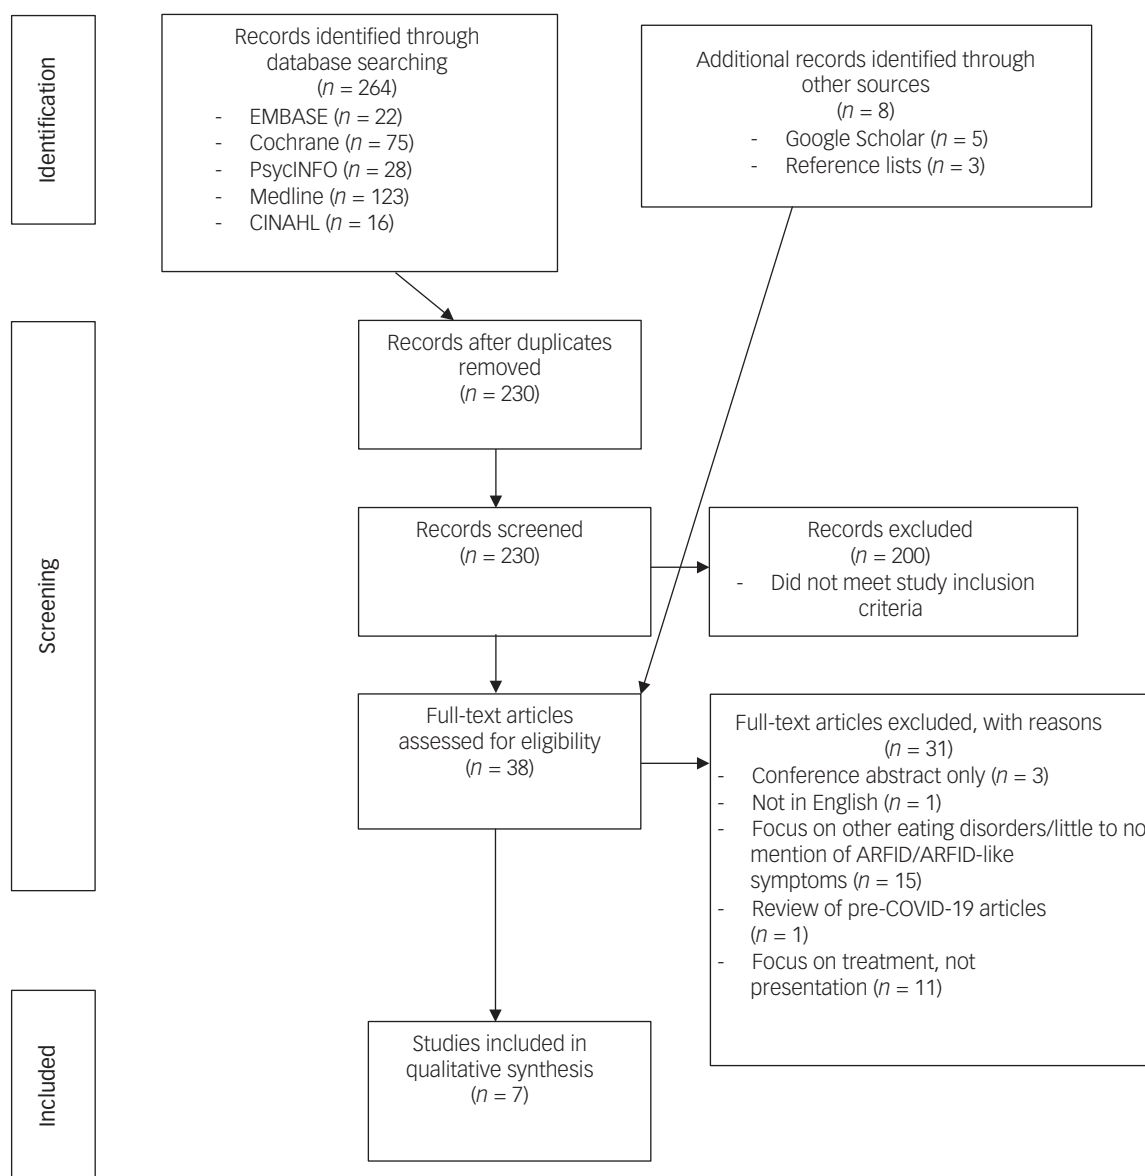 Identification
Records identified through
database searching
(n = 264)
- EMBASE (n = 22)
- Cochrane (n = 75)
- PsycINFO (n = 28)
- Medline (n = 123)
- CINAHL (n = 16)
Additional records identified through
other sources
(n = 8)
- Google Scholar (n = 5)
- Reference lists (n = 3)
Screening
Records after duplicates
removed
(n = 230)
Records screened
(n = 230)
Records excluded
(n = 200)
- Did not meet study inclusion
criteria
Full-text articles
assessed for eligibility
(n = 38)
Full-text articles excluded, with reasons
(n = 31)
- Conference abstract only (n = 3)
- Not in English (n = 1)
- Focus on other eating disorders/little to no
mention of ARFID/ARFID-like
symptoms (n = 15)
- Review of pre-COVID-19 articles
(n = 1)
- Focus on treatment, not
presentation (n = 11)
Included
Studies included in
qualitative synthesis
(n = 7)